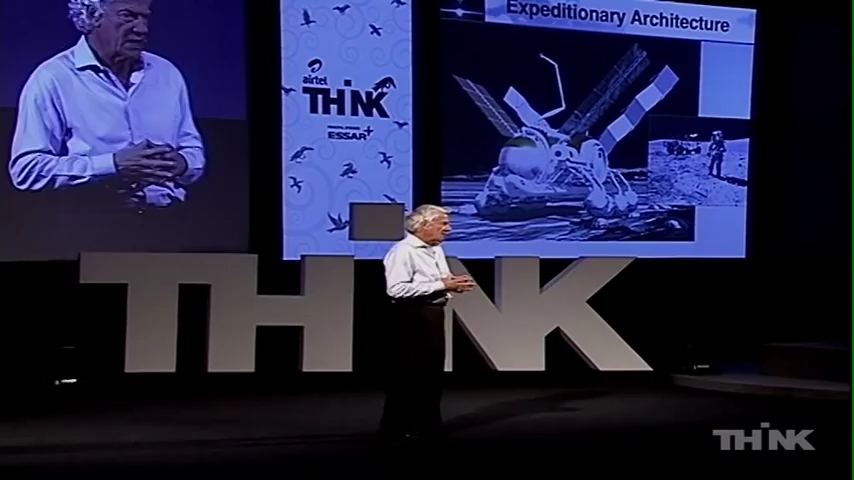 Expeditionary Architecture
airtel
THiNK
ESSAR
THiNK
THiNK